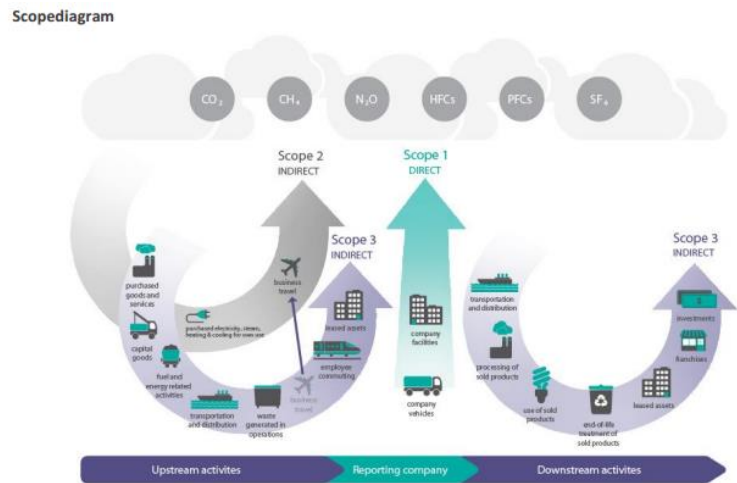 Scopediagram
CO₂
CH₄
N₂O
HFCs
PFCs
SF₆
Scope 2
INDIRECT
Scope 1
DIRECT
Scope 3
INDIRECT
Scope 3
INDIRECT
purchased
goods and
services
capital
goods
fuel and
energy related
activities
transportation
and distribution
waste
generated in
operations
business
travel
purchased electricity, steam,
heating & cooling for own use
business
travel
employee
commuting
leased assets
company
facilities
company
vehicles
transportation
and distribution
processing of
sold products
use of sold
products
end-of-life
treatment of
sold products
leased assets
franchises
investments
Upstream activites
Reporting company
Downstream activites